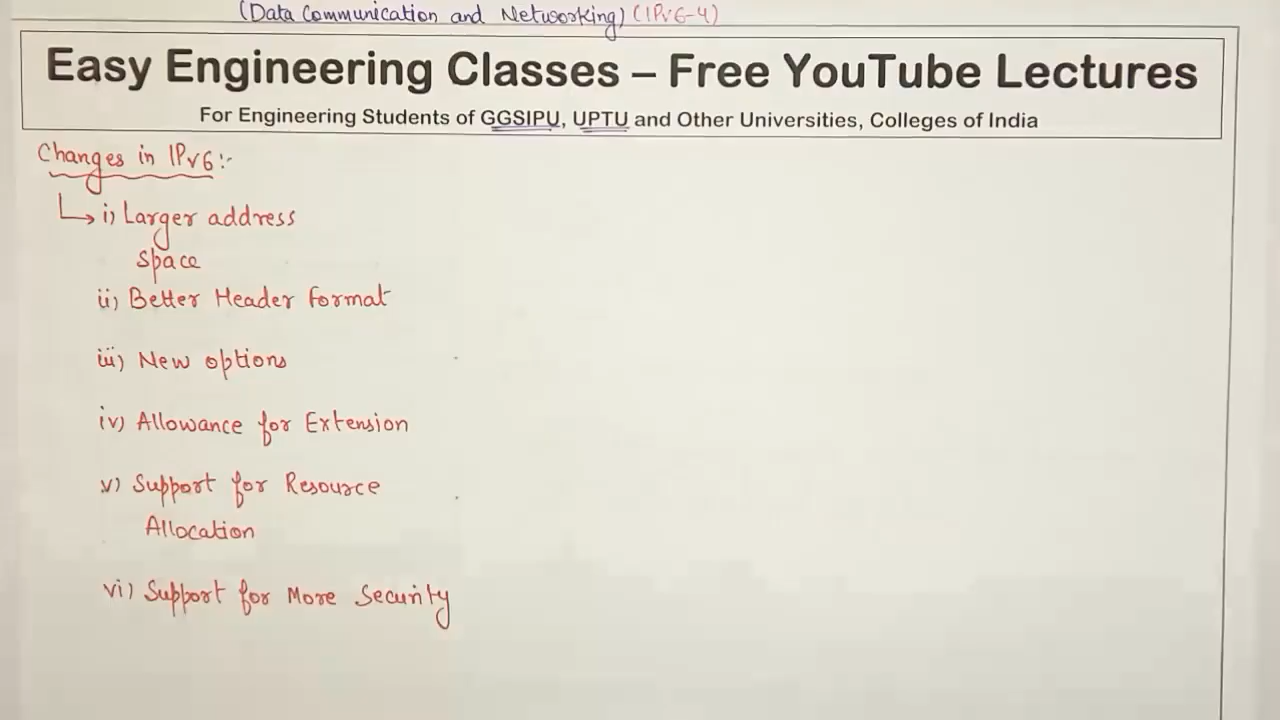 (Data Communication and Networking) (IPv6-4)
Easy Engineering Classes – Free YouTube Lectures
For Engineering Students of GGSIPU, UPTU and Other Universities, Colleges of India
Changes in IPv6:-
i) Larger address
space
ii) Better Header Format
iii) New options
iv) Allowance for Extension
v) Support for Resource
Allocation
vi) Support for More Security